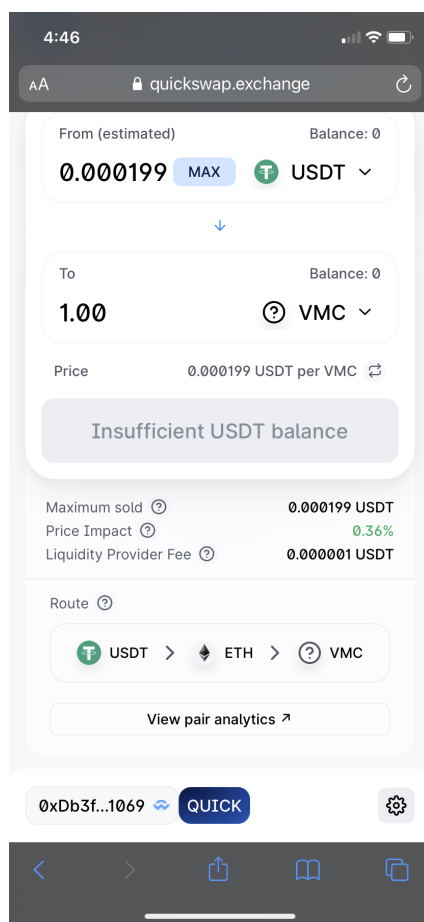 4:46
AA quickswap.exchange
From (estimated) Balance: 0
0.000199 MAX USDT
To Balance: 0
1.00 VMC
Price 0.000199 USDT per VMC
Insufficient USDT balance
Maximum sold 0.000199 USDT
Price Impact 0.36%
Liquidity Provider Fee 0.000001 USDT
Route
USDT > ETH > VMC
View pair analytics ↗
0xDb3f...1069 QUICK